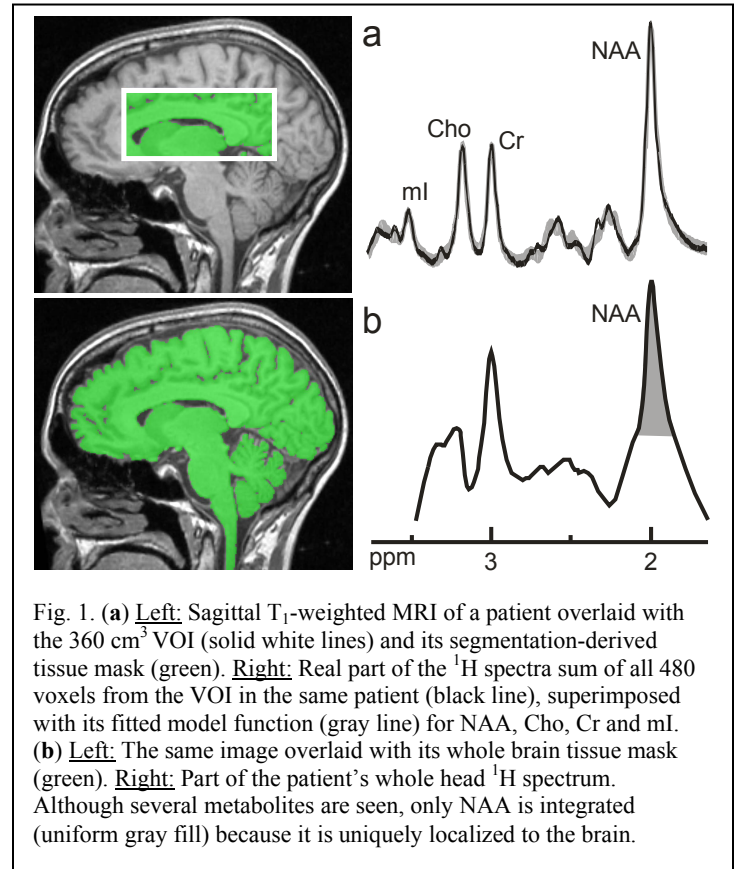 a
NAA
Cho
Cr
mI
b
NAA
ppm
3
2
Fig. 1. (a) Left: Sagittal T₁-weighted MRI of a patient overlaid with
the 360 cm³ VOI (solid white lines) and its segmentation-derived
tissue mask (green). Right: Real part of the ¹H spectra sum of all 480
voxels from the VOI in the same patient (black line), superimposed
with its fitted model function (gray line) for NAA, Cho, Cr and mI.
(b) Left: The same image overlaid with its whole brain tissue mask
(green). Right: Part of the patient’s whole head ¹H spectrum.
Although several metabolites are seen, only NAA is integrated
(uniform gray fill) because it is uniquely localized to the brain.